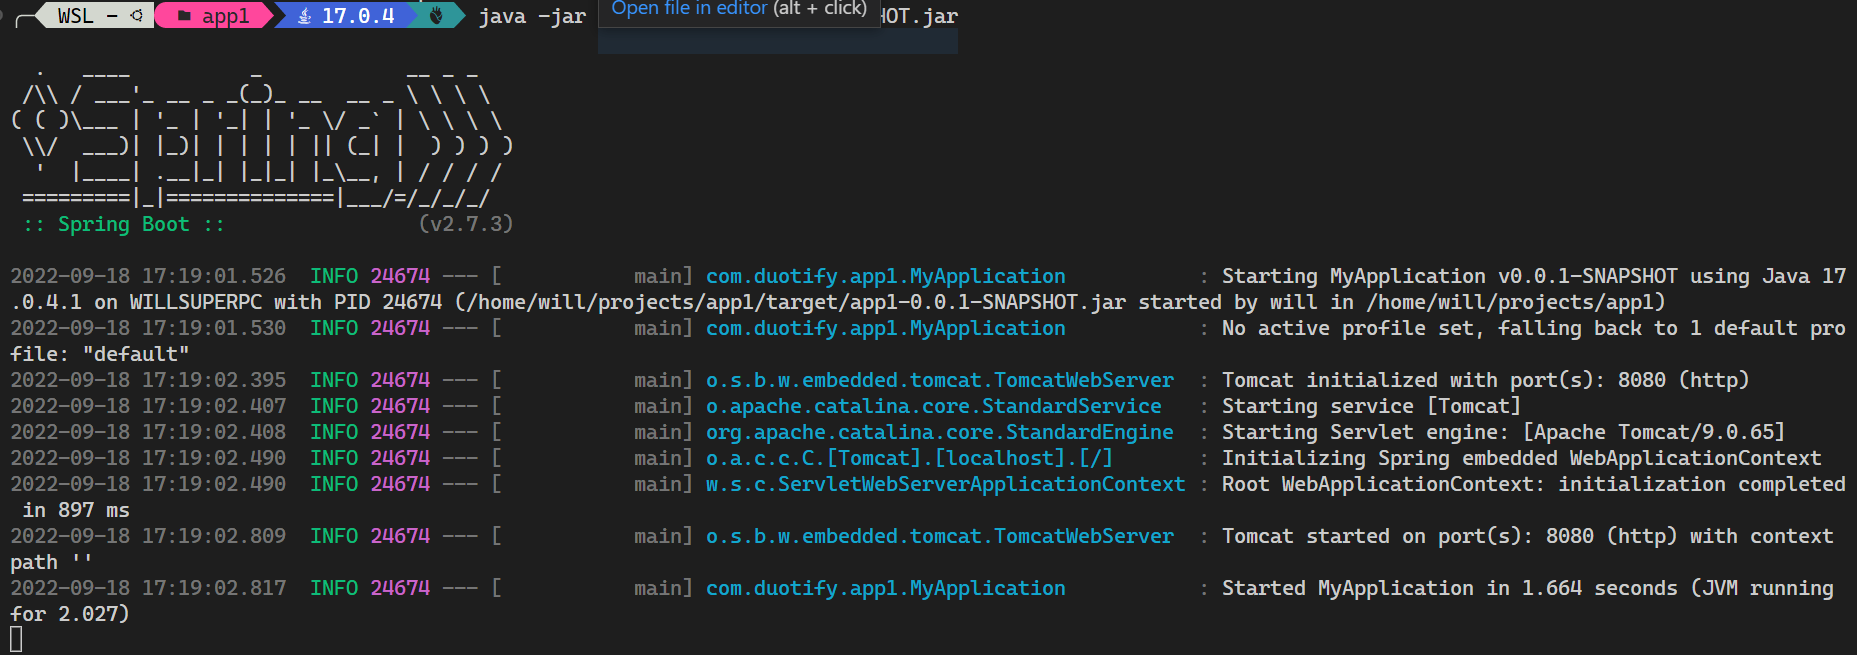 WSL - app1 17.0.4 java -jar HOT.jar
Open file in editor (alt + click)
  .   ____          _            __ _ _
 /\\ / ___'_ __ _ _(_)_ __  __ _ \ \ \ \
( ( )\___ | '_ | '_| | '_ \/ _` | \ \ \ \
 \\/  ___)| |_)| | | | | || (_| |  ) ) ) )
  '  |____| .__|_| |_|_| |_\__, | / / / /
 =========|_|==============|___/=/_/_/_/
 :: Spring Boot ::                (v2.7.3)
2022-09-18 17:19:01.526  INFO 24674 --- [           main] com.duotify.app1.MyApplication           : Starting MyApplication v0.0.1-SNAPSHOT using Java 17
.0.4.1 on WILLSUPERPC with PID 24674 (/home/will/projects/app1/target/app1-0.0.1-SNAPSHOT.jar started by will in /home/will/projects/app1)
2022-09-18 17:19:01.530  INFO 24674 --- [           main] com.duotify.app1.MyApplication           : No active profile set, falling back to 1 default pro
file: "default"
2022-09-18 17:19:02.395  INFO 24674 --- [           main] o.s.b.w.embedded.tomcat.TomcatWebServer  : Tomcat initialized with port(s): 8080 (http)
2022-09-18 17:19:02.407  INFO 24674 --- [           main] o.apache.catalina.core.StandardService   : Starting service [Tomcat]
2022-09-18 17:19:02.408  INFO 24674 --- [           main] org.apache.catalina.core.StandardEngine  : Starting Servlet engine: [Apache Tomcat/9.0.65]
2022-09-18 17:19:02.490  INFO 24674 --- [           main] o.a.c.c.C.[Tomcat].[localhost].[/]       : Initializing Spring embedded WebApplicationContext
2022-09-18 17:19:02.490  INFO 24674 --- [           main] w.s.c.ServletWebServerApplicationContext : Root WebApplicationContext: initialization completed
 in 897 ms
2022-09-18 17:19:02.809  INFO 24674 --- [           main] o.s.b.w.embedded.tomcat.TomcatWebServer  : Tomcat started on port(s): 8080 (http) with context
path ''
2022-09-18 17:19:02.817  INFO 24674 --- [           main] com.duotify.app1.MyApplication           : Started MyApplication in 1.664 seconds (JVM running
for 2.027)